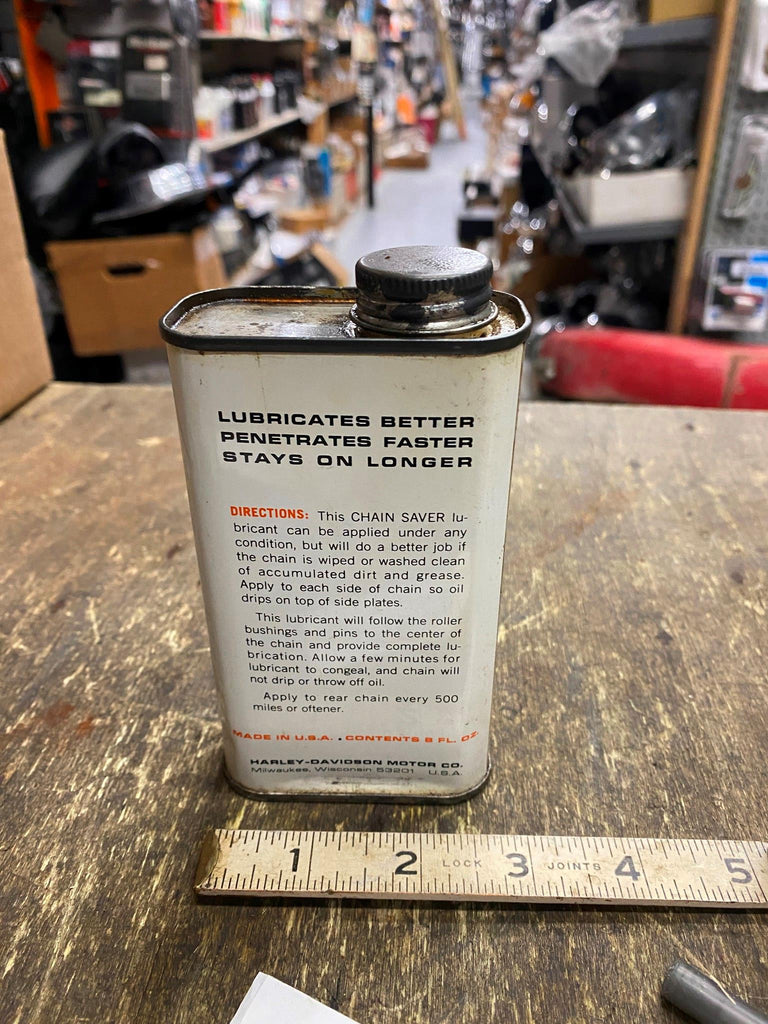 LUBRICATES BETTER
PENETRATES FASTER
STAYS ON LONGER
DIRECTIONS: This CHAIN SAVER lu-
bricant can be applied under any
condition, but will do a better job if
the chain is wiped or washed clean
of accumulated dirt and grease.
Apply to each side of chain so oil
drips on top of side plates.
This lubricant will follow the roller
bushings and pins to the center of
the chain and provide complete lu-
brication. Allow a few minutes for
lubricant to congeal, and chain will
not drip or throw off oil.
Apply to rear chain every 500
miles or oftener.
MADE IN U.S.A. • CONTENTS 8 FL. OZ.
HARLEY-DAVIDSON MOTOR CO.
Milwaukee, Wisconsin 53201 U.S.A.
1 2 LOCK 3 JOINTS 4 5